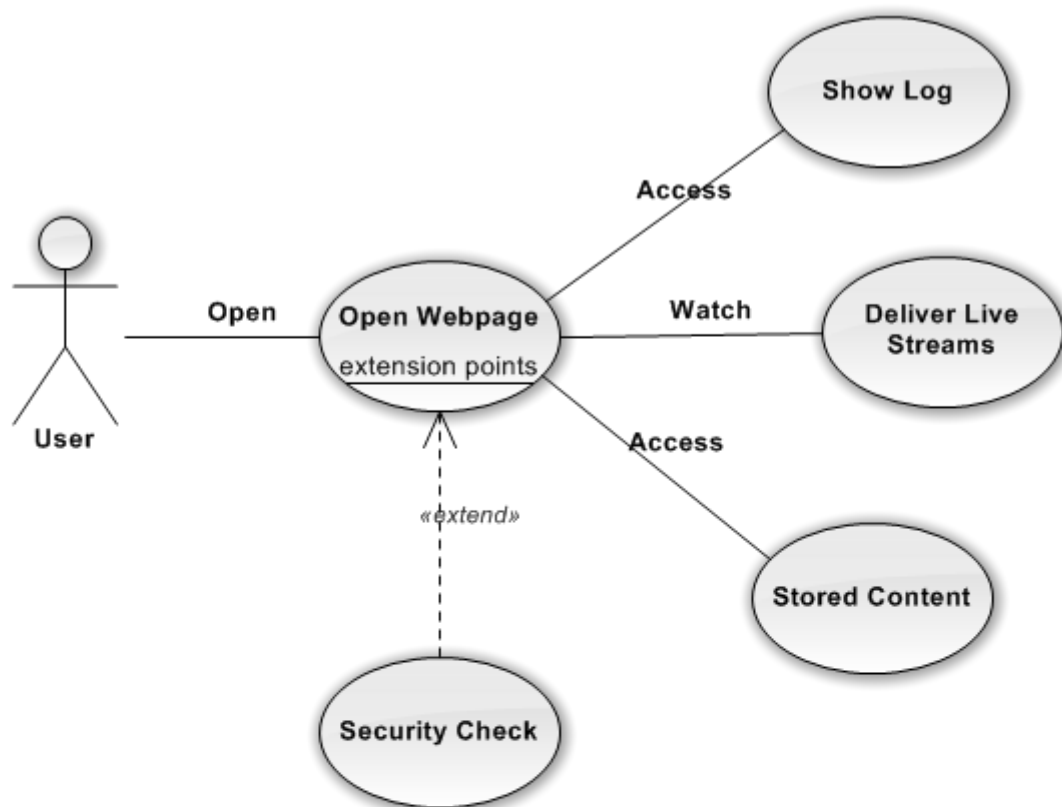 Show Log
Access
Open
Open Webpage
extension points
Watch
Deliver Live
Streams
User
Access
«extend»
Stored Content
Security Check